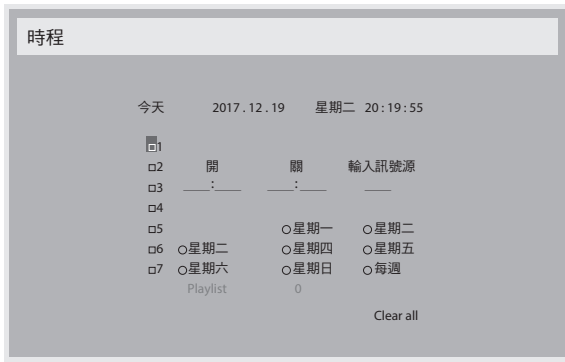 時程
今天 2017 . 12 . 19 星期二 20 : 19 : 55
1
2 開 關 輸入訊號源
3 ___:____ ____:____ ____
4
5 星期一 星期二
6 星期二 星期四 星期五
7 星期六 星期日 每週
Playlist 0
Clear all